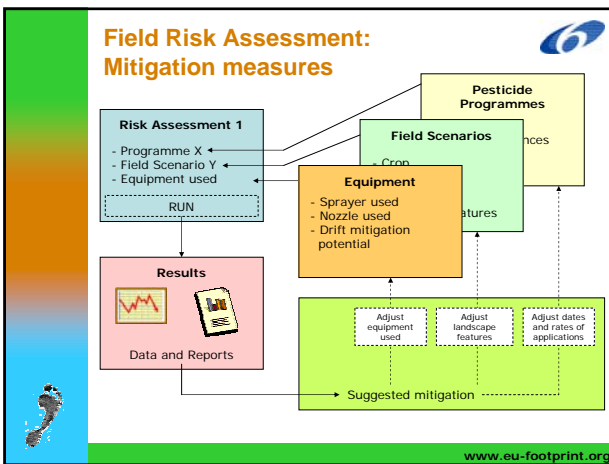 Field Risk Assessment:
Mitigation measures
Pesticide
Programmes
Risk Assessment 1
- Programme X
- Field Scenario Y
- Equipment used
RUN
Field Scenarios
- Crop
Equipment
- Sprayer used
- Nozzle used
- Drift mitigation
potential
Results
Data and Reports
Adjust
equipment
used
Adjust
landscape
features
Adjust dates
and rates of
applications
Suggested mitigation
www.eu-footprint.org